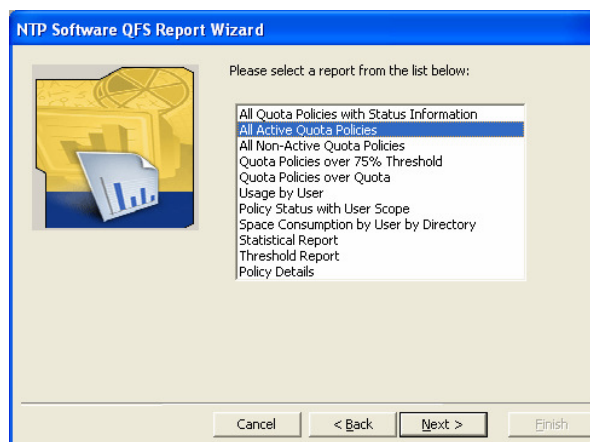 NTP Software QFS Report Wizard
Please select a report from the list below:
All Quota Policies with Status Information
All Active Quota Policies
All Non-Active Quota Policies
Quota Policies over 75% Threshold
Quota Policies over Quota
Usage by User
Policy Status with User Scope
Space Consumption by User by Directory
Statistical Report
Threshold Report
Policy Details
Cancel < Back Next > Finish